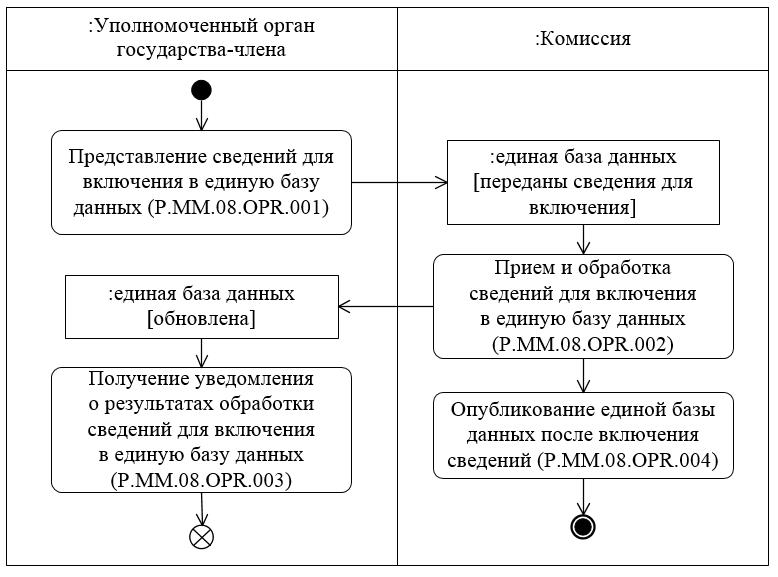 :Уполномоченный орган
государства-члена
:Комиссия
Представление сведений для
включения в единую базу
данных (P.MM.08.OPR.001)
:единая база данных
[переданы сведения для
включения]
Прием и обработка
сведений для включения
в единую базу данных
(P.MM.08.OPR.002)
:единая база данных
[обновлена]
Получение уведомления
о результатах обработки
сведений для включения
в единую базу данных
(P.MM.08.OPR.003)
Опубликование единой базы
данных после включения
сведений (P.MM.08.OPR.004)